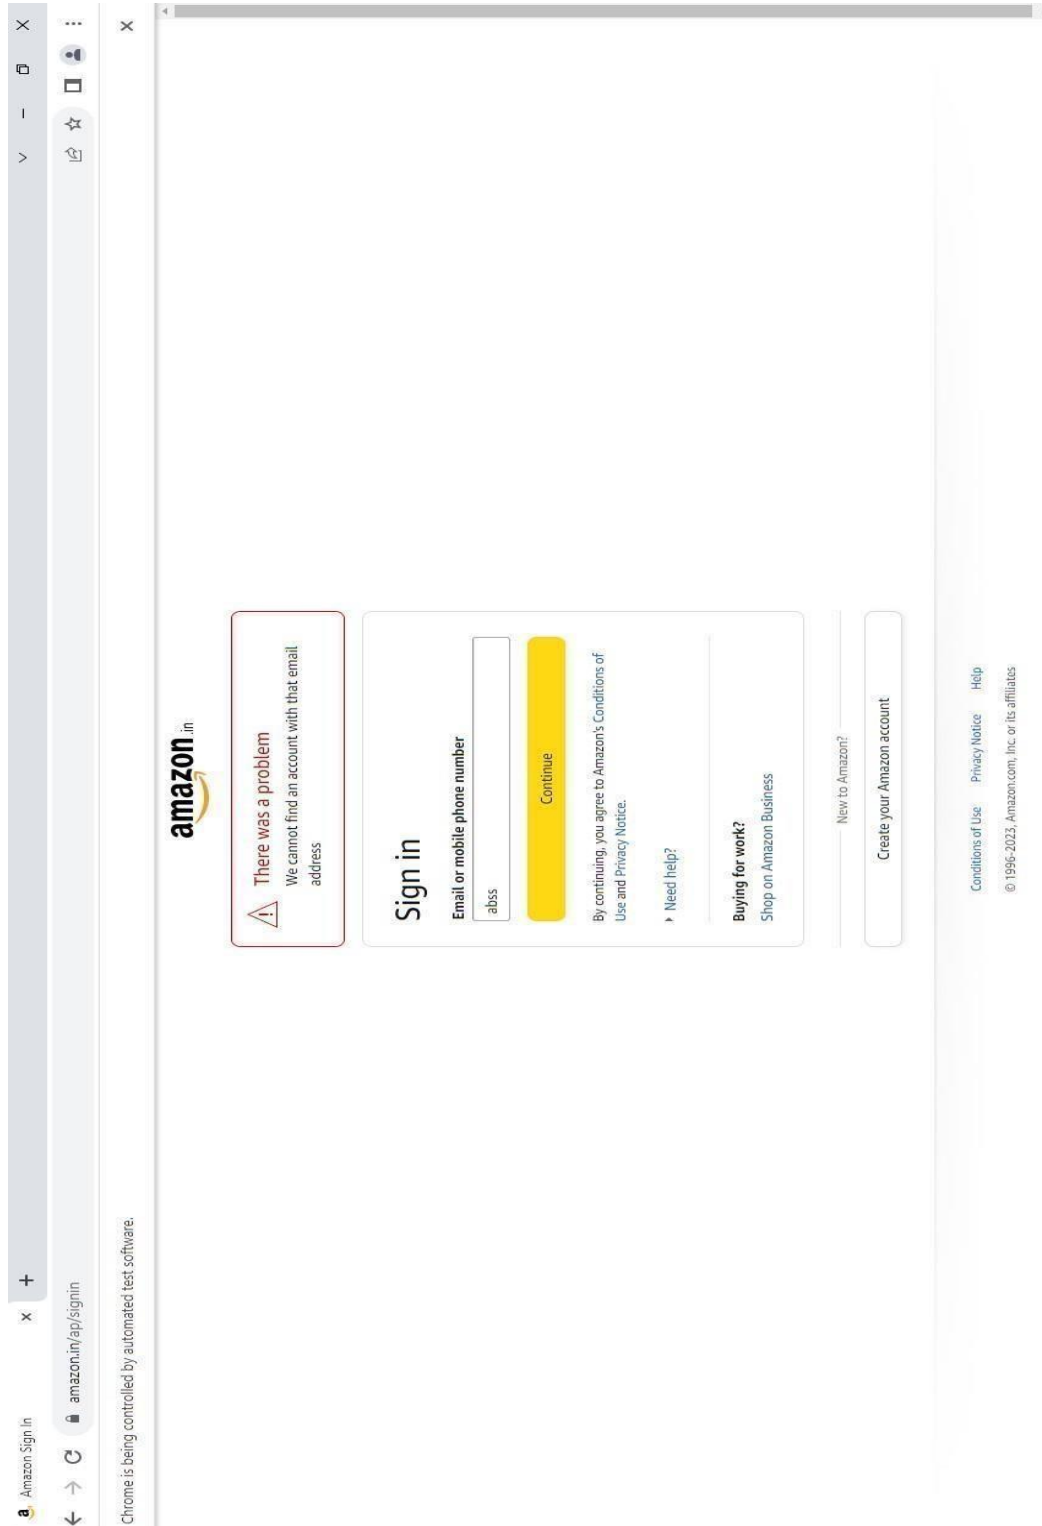 Amazon Sign In
amazon.in/ap/signin
Chrome is being controlled by automated test software.
amazon.in
There was a problem
We cannot find an account with that email
address
Sign in
Email or mobile phone number
abss
Continue
By continuing, you agree to Amazon's Conditions of
Use and Privacy Notice.
Need help?
Buying for work?
Shop on Amazon Business
New to Amazon?
Create your Amazon account
Conditions of Use Privacy Notice Help
© 1996-2023, Amazon.com, Inc. or its affiliates